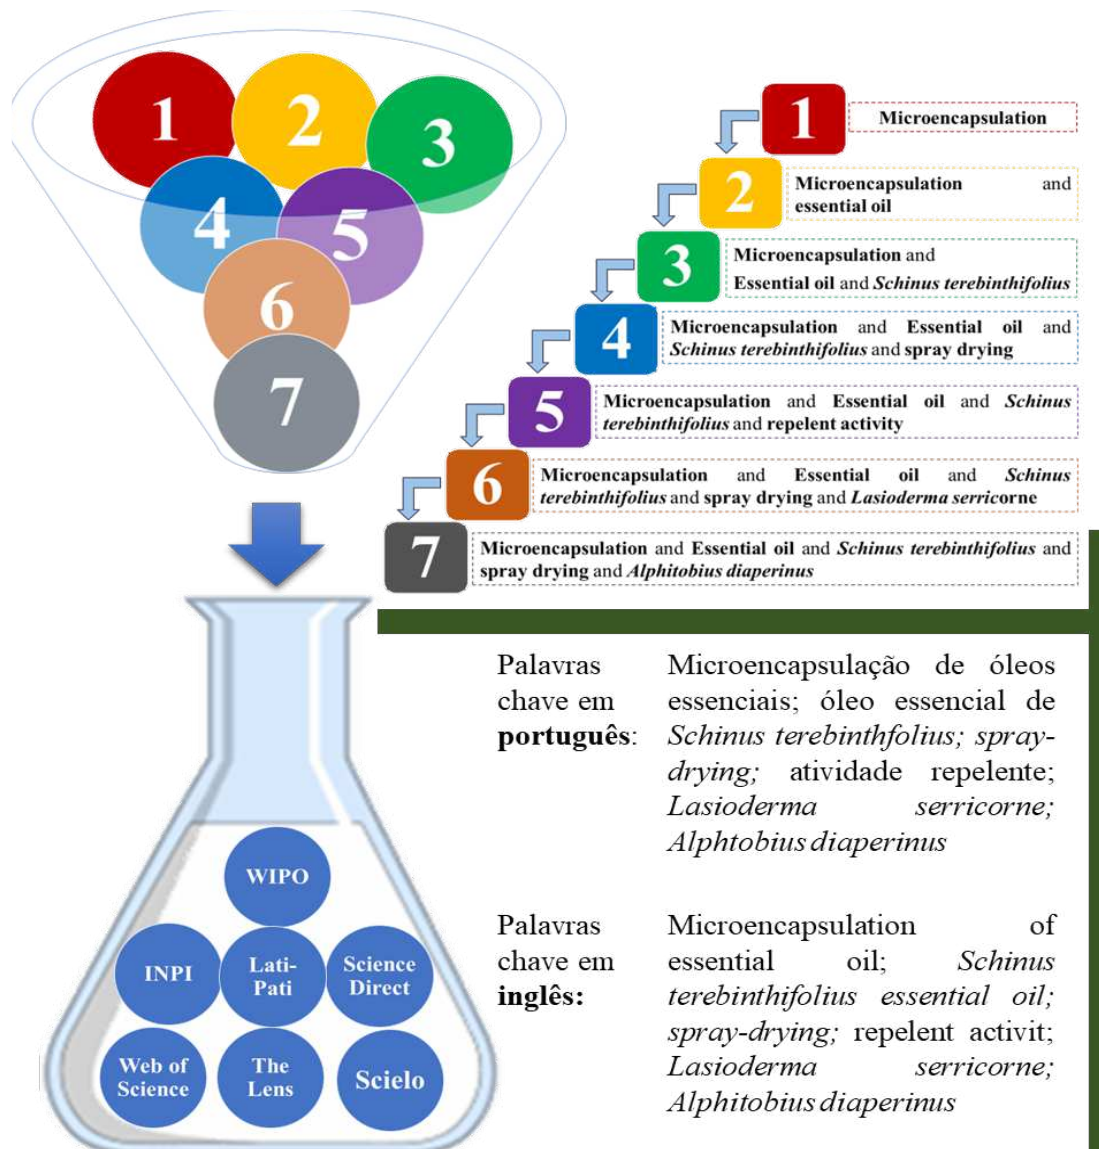 1
2
3
4
5
6
7
1
Microencapsulation
2
Microencapsulation and
essential oil
3
Microencapsulation and
Essential oil and Schinus terebinthifolius
4
Microencapsulation and Essential oil and
Schinus terebinthifolius and spray drying
5
Microencapsulation and Essential oil and Schinus
terebinthifolius and repelent activity
6
Microencapsulation and Essential oil and Schinus
terebinthifolius and spray drying and Lasioderma serricorne
7
Microencapsulation and Essential oil and Schinus terebinthifolius and
spray drying and Alphitobius diaperinus
WIPO
INPI
Lati-
Pati
Science
Direct
Web of
Science
The
Lens
Scielo
Palavras
chave em
português:
Microencapsulação de óleos
essenciais; óleo essencial de
Schinus terebinthfolius; spray-
drying; atividade repelente;
Lasioderma serricorne;
Alphtobius diaperinus
Palavras
chave em
inglês:
Microencapsulation of
essential oil; Schinus
terebinthifolius essential oil;
spray-drying; repelent activit;
Lasioderma serricorne;
Alphitobius diaperinus